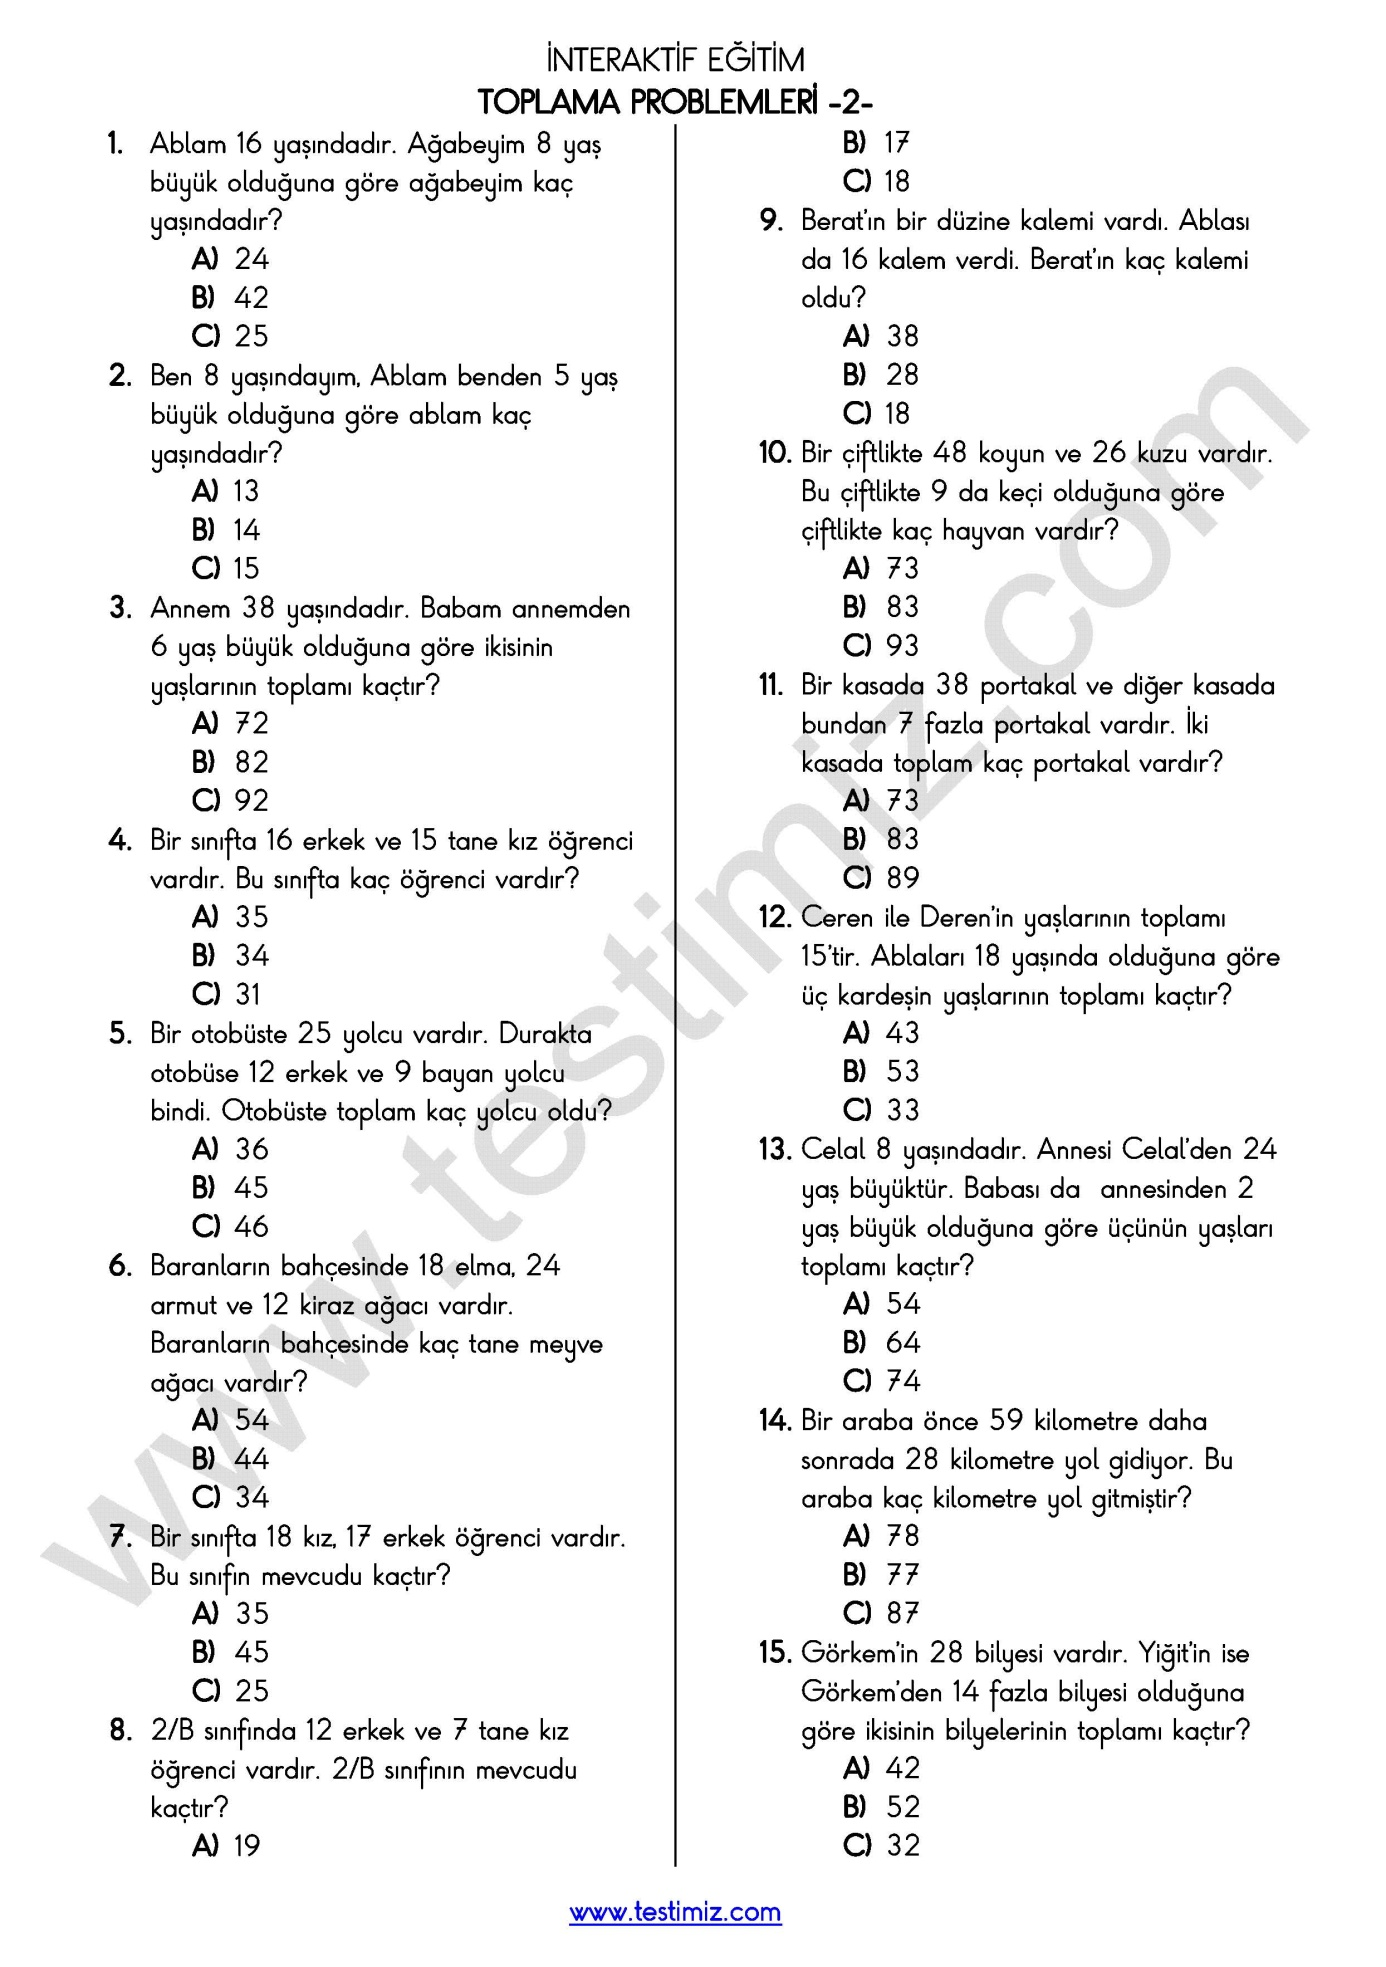 İNTERAKTİF EĞİTİM
TOPLAMA PROBLEMLERİ -2-
1. Ablam 16 yaşındadır. Ağabeyim 8 yaş
büyük olduğuna göre ağabeyim kaç
yaşındadır?
A) 24
B) 42
C) 25
2. Ben 8 yaşındayım, Ablam benden 5 yaş
büyük olduğuna göre ablam kaç
yaşındadır?
A) 13
B) 14
C) 15
3. Annem 38 yaşındadır. Babam annemden
6 yaş büyük olduğuna göre ikisinin
yaşlarının toplamı kaçtır?
A) 72
B) 82
C) 92
4. Bir sınıfta 16 erkek ve 15 tane kız öğrenci
vardır. Bu sınıfta kaç öğrenci vardır?
A) 35
B) 34
C) 31
5. Bir otobüste 25 yolcu vardır. Durakta
otobüse 12 erkek ve 9 bayan yolcu
bindi. Otobüste toplam kaç yolcu oldu?
A) 36
B) 45
C) 46
6. Baranların bahçesinde 18 elma, 24
armut ve 12 kiraz ağacı vardır.
Baranların bahçesinde kaç tane meyve
ağacı vardır?
A) 54
B) 44
C) 34
7. Bir sınıfta 18 kız, 17 erkek öğrenci vardır.
Bu sınıfın mevcudu kaçtır?
A) 35
B) 45
C) 25
8. 2/B sınıfında 12 erkek ve 7 tane kız
öğrenci vardır. 2/B sınıfının mevcudu
kaçtır?
A) 19
B) 17
C) 18
9. Berat'ın bir düzine kalemi vardı. Ablası
da 16 kalem verdi. Berat'ın kaç kalemi
oldu?
A) 38
B) 28
C) 18
10. Bir çiftlikte 48 koyun ve 26 kuzu vardır.
Bu çiftlikte 9 da keçi olduğuna göre
çiftlikte kaç hayvan vardır?
A) 73
B) 83
C) 93
11. Bir kasada 38 portakal ve diğer kasada
bundan 7 fazla portakal vardır. İki
kasada toplam kaç portakal vardır?
A) 73
B) 83
C) 89
12. Ceren ile Deren'in yaşlarının toplamı
15'tir. Ablaları 18 yaşında olduğuna göre
üç kardeşin yaşlarının toplamı kaçtır?
A) 43
B) 53
C) 33
13. Celal 8 yaşındadır. Annesi Celal'den 24
yaş büyüktür. Babası da annesinden 2
yaş büyük olduğuna göre üçünün yaşları
toplamı kaçtır?
A) 54
B) 64
C) 74
14. Bir araba önce 59 kilometre daha
sonrada 28 kilometre yol gidiyor. Bu
araba kaç kilometre yol gitmiştir?
A) 78
B) 77
C) 87
15. Görkem'in 28 bilyesi vardır. Yiğit'in ise
Görkem'den 14 fazla bilyesi olduğuna
göre ikisinin bilyelerinin toplamı kaçtır?
A) 42
B) 52
C) 32
www.testimiz.com
www.testimiz.com